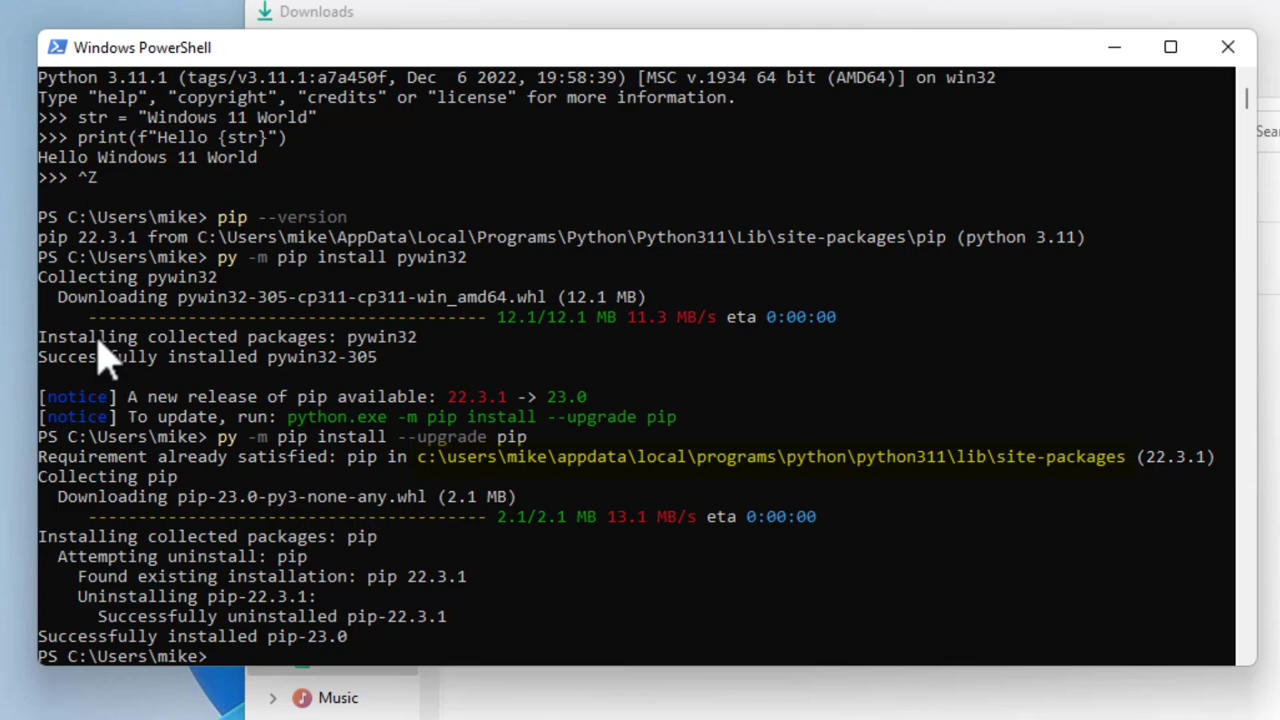 Downloads
Windows PowerShell
Python 3.11.1 (tags/v3.11.1:a7a450f, Dec  6 2022, 19:58:39) [MSC v.1934 64 bit (AMD64)] on win32
Type "help", "copyright", "credits" or "license" for more information.
>>> str = "Windows 11 World"
>>> print(f"Hello {str}")
Hello Windows 11 World
>>> ^Z
PS C:\Users\mike> pip --version
pip 22.3.1 from C:\Users\mike\AppData\Local\Programs\Python\Python311\Lib\site-packages\pip (python 3.11)
PS C:\Users\mike> py -m pip install pywin32
Collecting pywin32
  Downloading pywin32-305-cp311-cp311-win_amd64.whl (12.1 MB)
     ---------------------------------------- 12.1/12.1 MB 11.3 MB/s eta 0:00:00
Installing collected packages: pywin32
Successfully installed pywin32-305
[notice] A new release of pip available: 22.3.1 -> 23.0
[notice] To update, run: python.exe -m pip install --upgrade pip
PS C:\Users\mike> py -m pip install --upgrade pip
Requirement already satisfied: pip in c:\users\mike\appdata\local\programs\python\python311\lib\site-packages (22.3.1)
Collecting pip
  Downloading pip-23.0-py3-none-any.whl (2.1 MB)
     ---------------------------------------- 2.1/2.1 MB 13.1 MB/s eta 0:00:00
Installing collected packages: pip
  Attempting uninstall: pip
    Found existing installation: pip 22.3.1
    Uninstalling pip-22.3.1:
      Successfully uninstalled pip-22.3.1
Successfully installed pip-23.0
PS C:\Users\mike>
Music